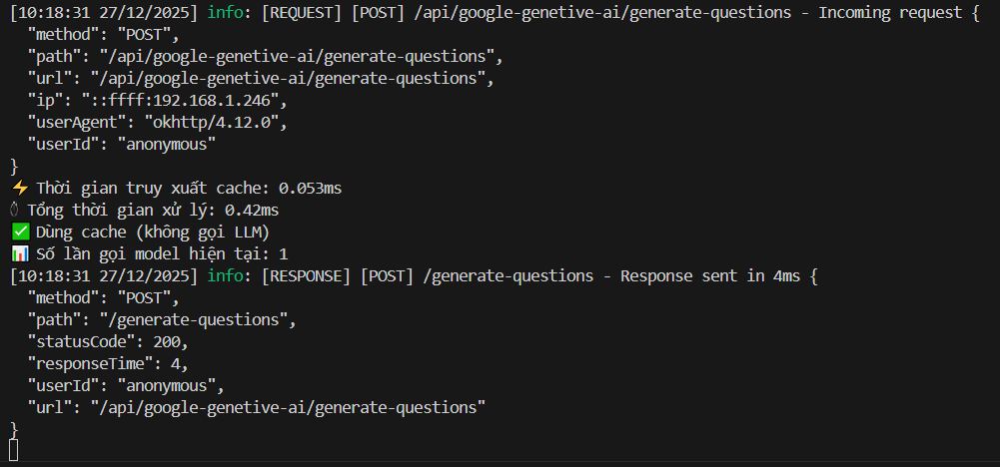 [10:18:31 27/12/2025] info: [REQUEST] [POST] /api/google-genetive-ai/generate-questions - Incoming request {
  "method": "POST",
  "path": "/api/google-genetive-ai/generate-questions",
  "url": "/api/google-genetive-ai/generate-questions",
  "ip": "::ffff:192.168.1.246",
  "userAgent": "okhttp/4.12.0",
  "userId": "anonymous"
}
⚡ Thời gian truy xuất cache: 0.053ms
Tổng thời gian xử lý: 0.42ms
✅ Dùng cache (không gọi LLM)
📊 Số lần gọi model hiện tại: 1
[10:18:31 27/12/2025] info: [RESPONSE] [POST] /generate-questions - Response sent in 4ms {
  "method": "POST",
  "path": "/generate-questions",
  "statusCode": 200,
  "responseTime": 4,
  "userId": "anonymous",
  "url": "/api/google-genetive-ai/generate-questions"
}